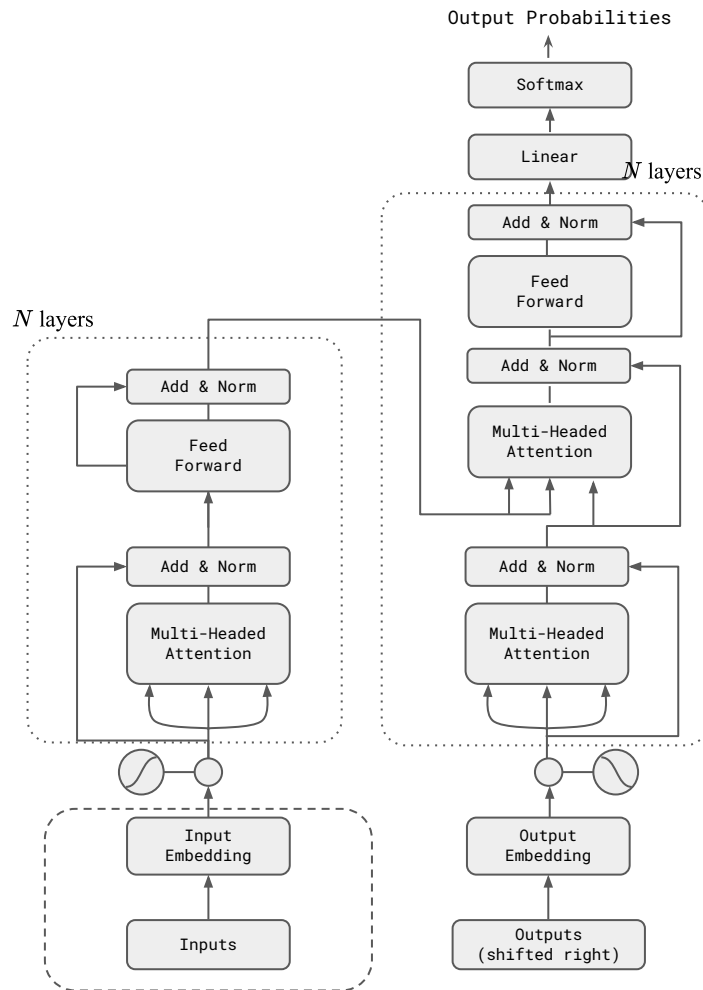 Output Probabilities
Softmax
Linear
N layers
Add & Norm
Feed
Forward
Add & Norm
Multi-Headed
Attention
Add & Norm
Multi-Headed
Attention
Output
Embedding
Outputs
(shifted right)
N layers
Add & Norm
Feed
Forward
Add & Norm
Multi-Headed
Attention
Input
Embedding
Inputs